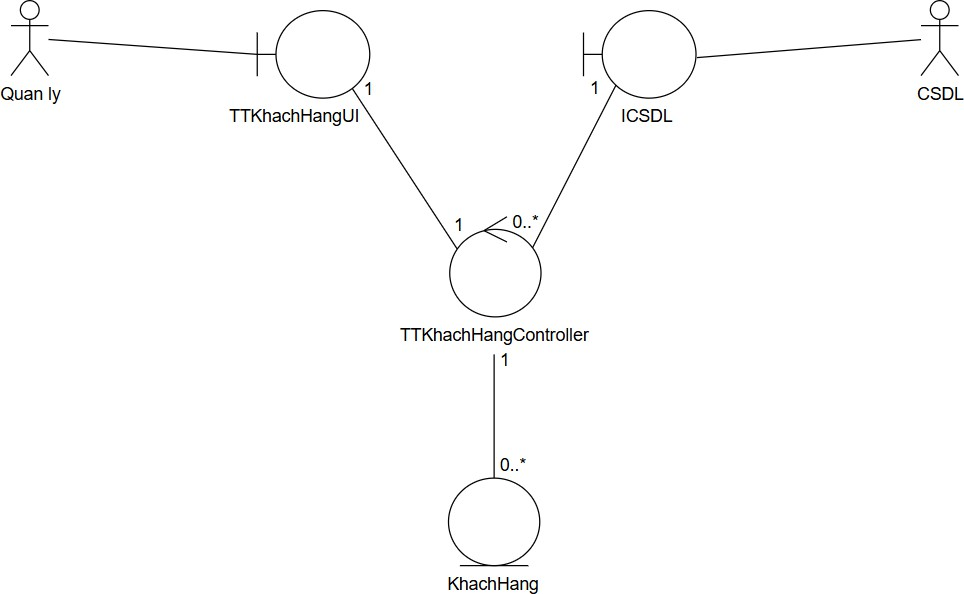 Quan ly
TTKhachHangUI
1
1
ICSDL
CSDL
1
0..*
TTKhachHangController
1
0..*
KhachHang